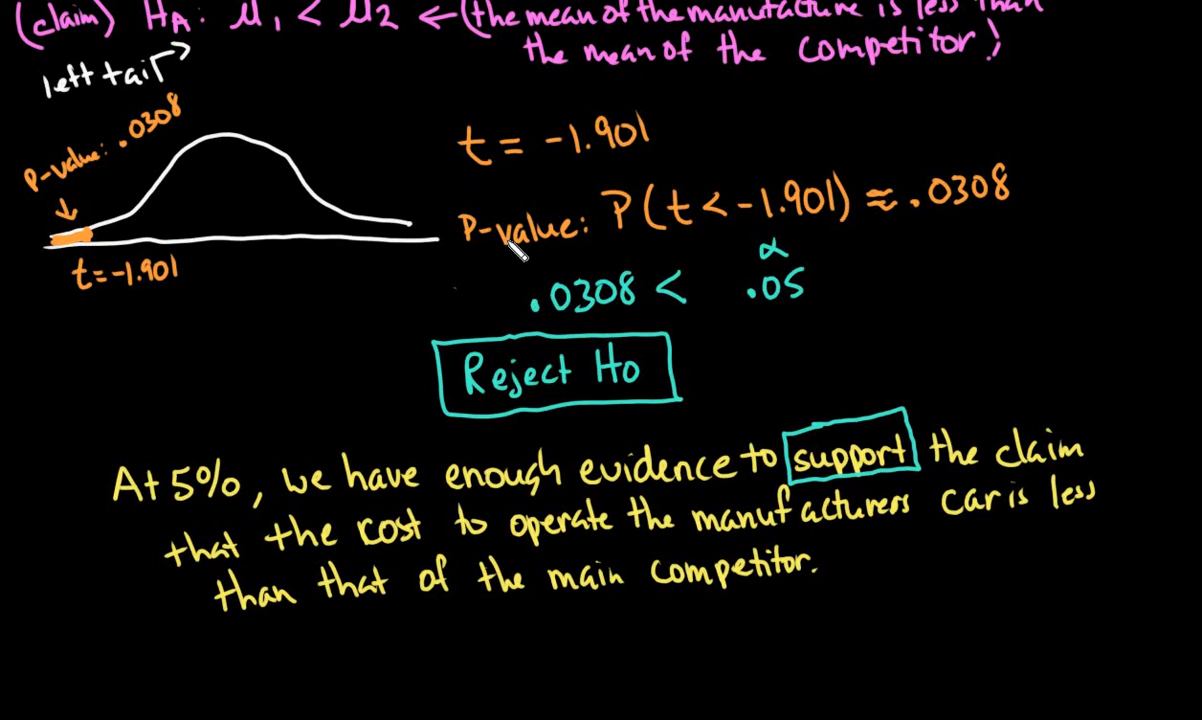 (claim) HA: μ1 < μ2 ← (the mean of the manufacture is less than
the mean of the competitor)
left tail →
P-value: .0308
t = -1.901
P-value: P(t < -1.901) ≈ .0308
t = -1.901
α
.0308 < .05
Reject Ho
At 5%, we have enough evidence to support the claim
that the cost to operate the manufacturers car is less
than that of the main competitor.